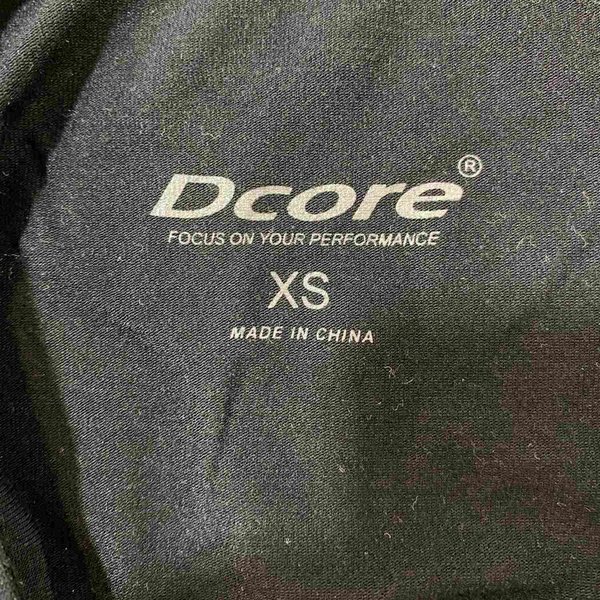 Dcore®
FOCUS ON YOUR PERFORMANCE
XS
MADE IN CHINA